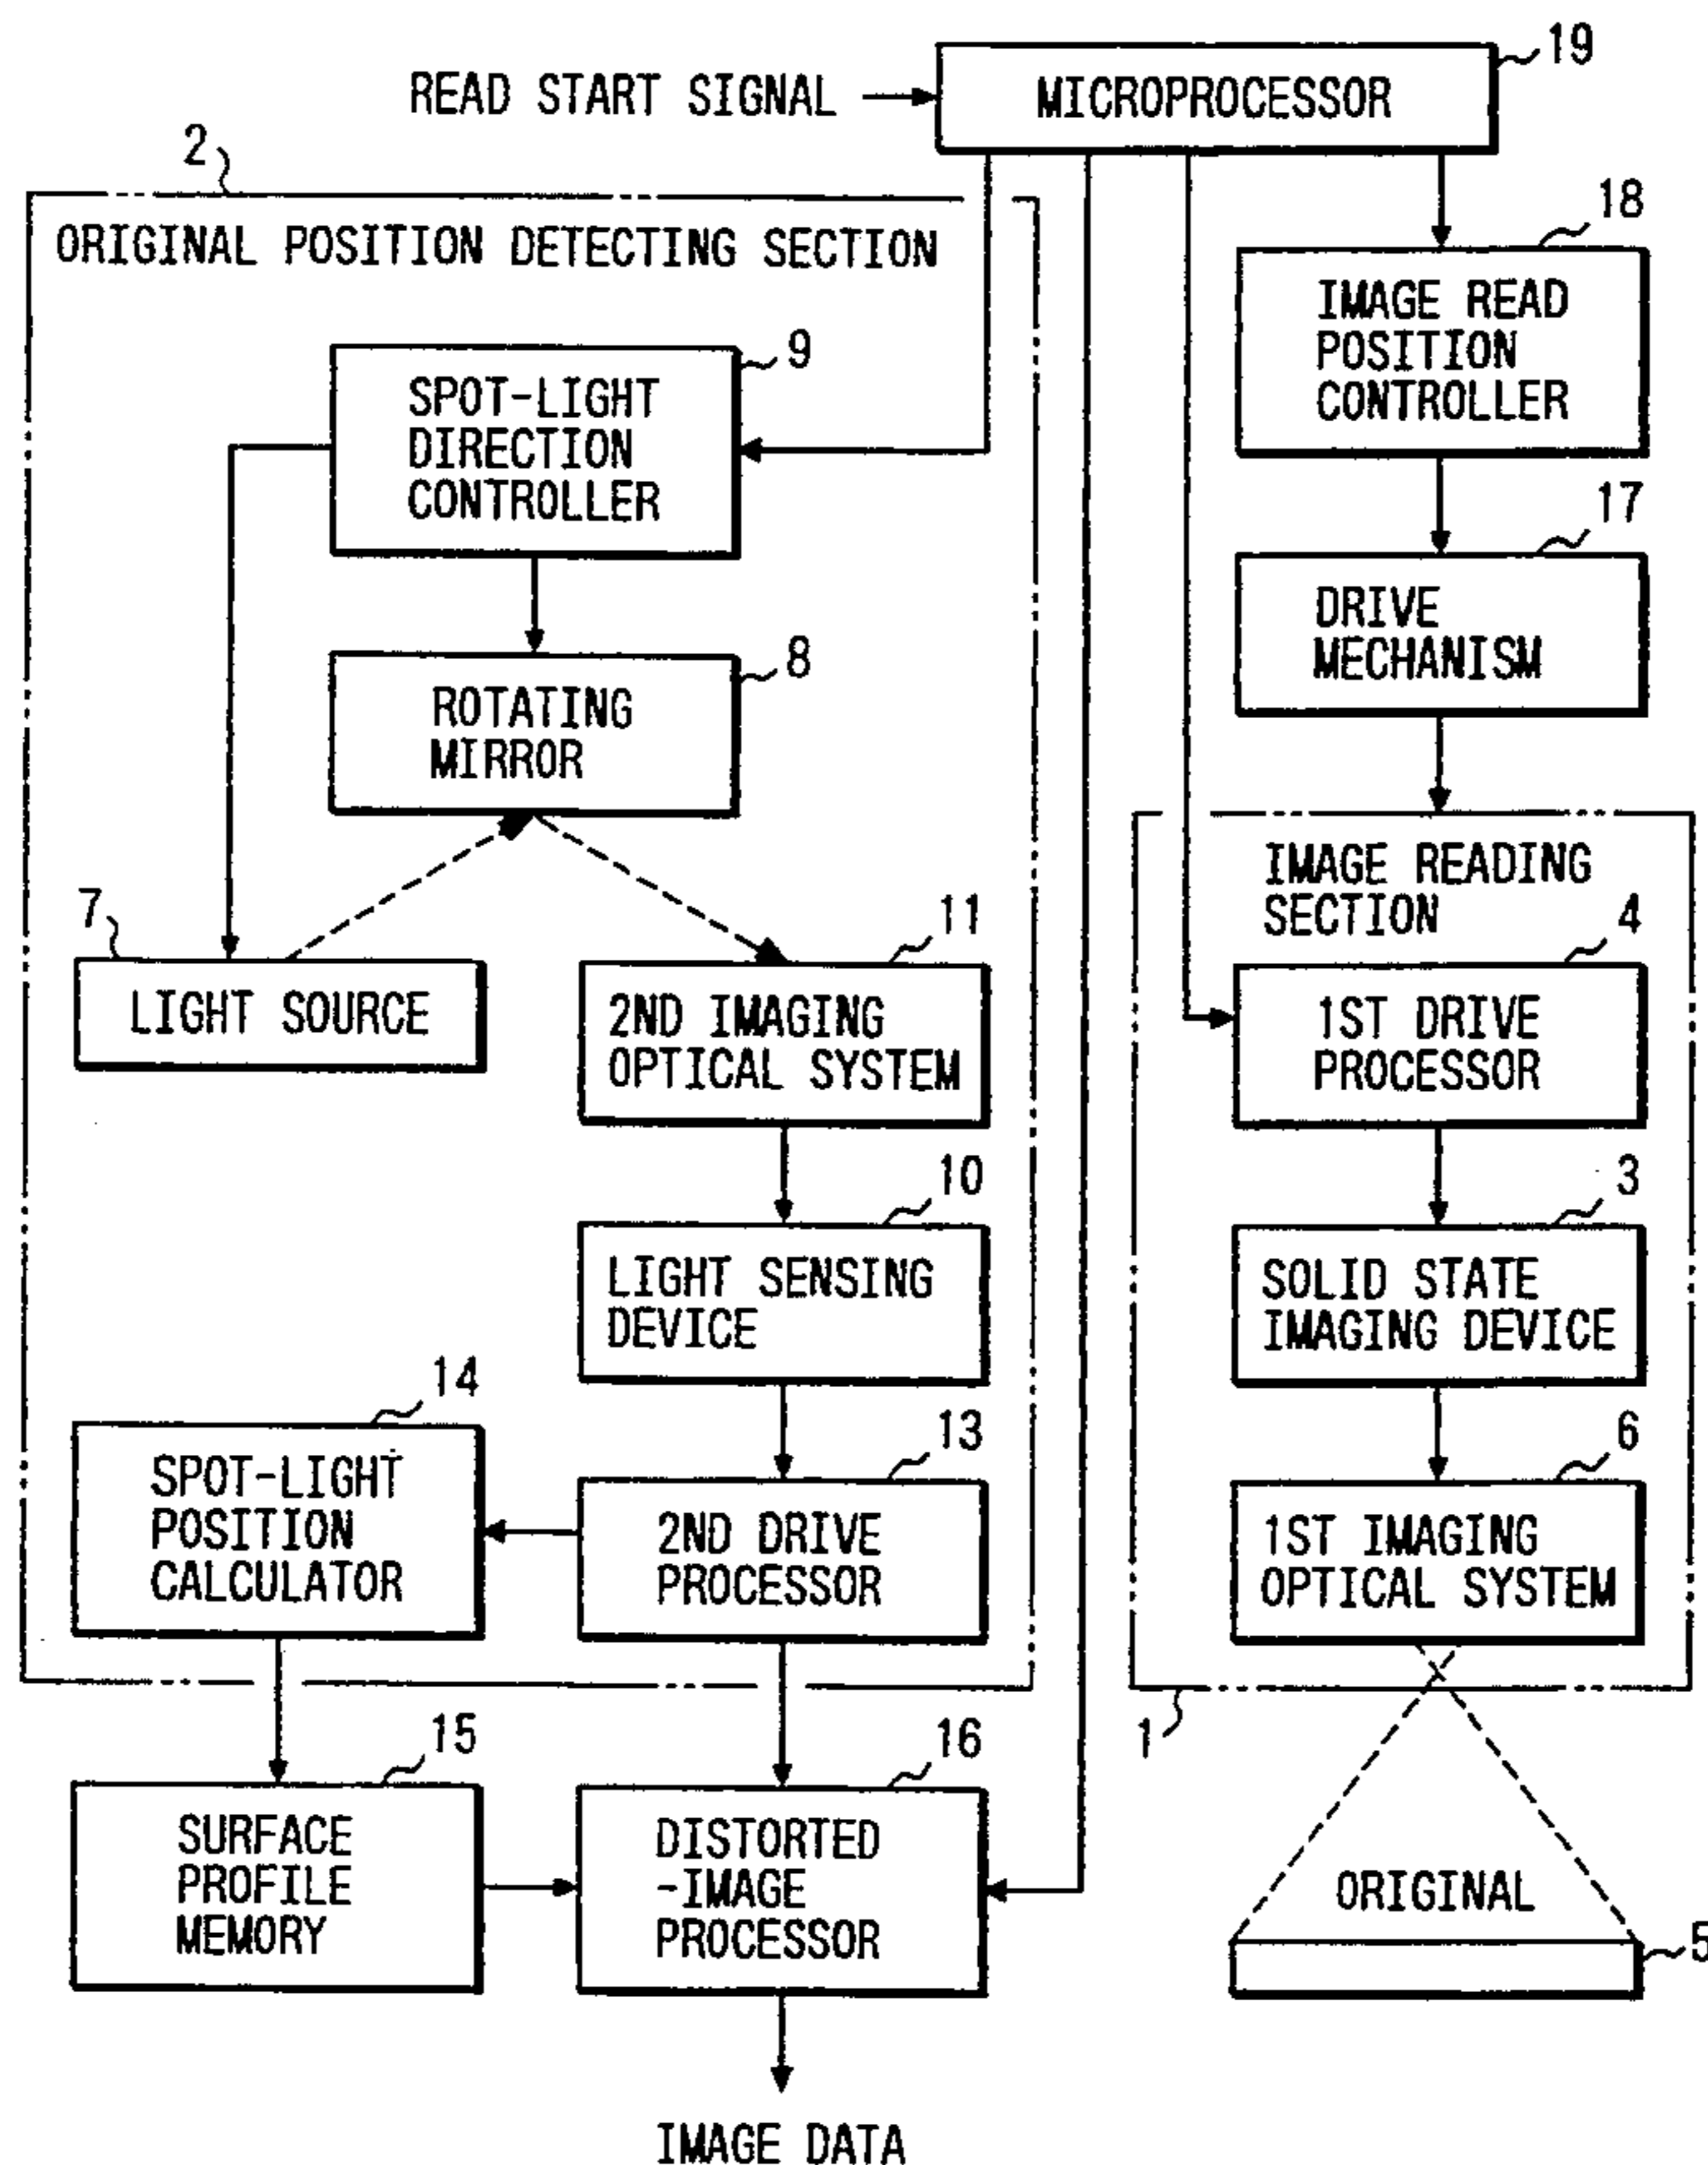 19
READ START SIGNAL
MICROPROCESSOR
2
18
ORIGINAL POSITION DETECTING SECTION
IMAGE READ
POSITION
CONTROLLER
9
SPOT-LIGHT
DIRECTION
CONTROLLER
17
DRIVE
MECHANISM
8
ROTATING
MIRROR
IMAGE READING
SECTION
7
11
4
LIGHT SOURCE
2ND IMAGING
OPTICAL SYSTEM
1ST DRIVE
PROCESSOR
10
3
LIGHT SENSING
DEVICE
SOLID STATE
IMAGING DEVICE
14
13
6
SPOT-LIGHT
POSITION
CALCULATOR
2ND DRIVE
PROCESSOR
1ST IMAGING
OPTICAL SYSTEM
15
16
1
SURFACE
PROFILE
MEMORY
DISTORTED
-IMAGE
PROCESSOR
ORIGINAL
5
IMAGE DATA